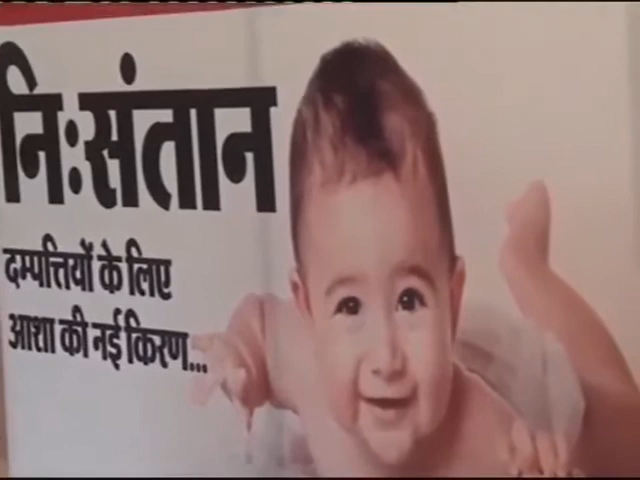 निःसंतान
दम्पत्तियों के लिए
आशा की नई किरण...